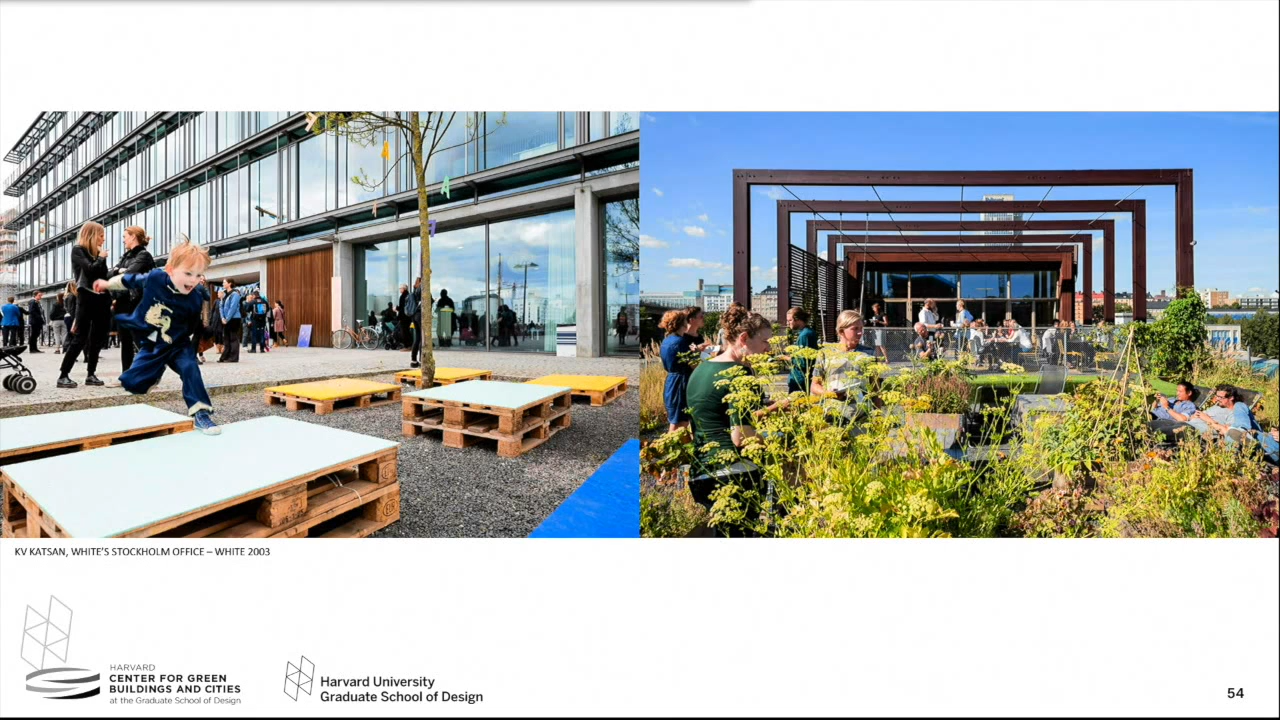 A
KV KATSAN, WHITE'S STOCKHOLM OFFICE – WHITE 2003
HARVARD
CENTER FOR GREEN
BUILDINGS AND CITIES
at the Graduate School of Design
Harvard University
Graduate School of Design
54